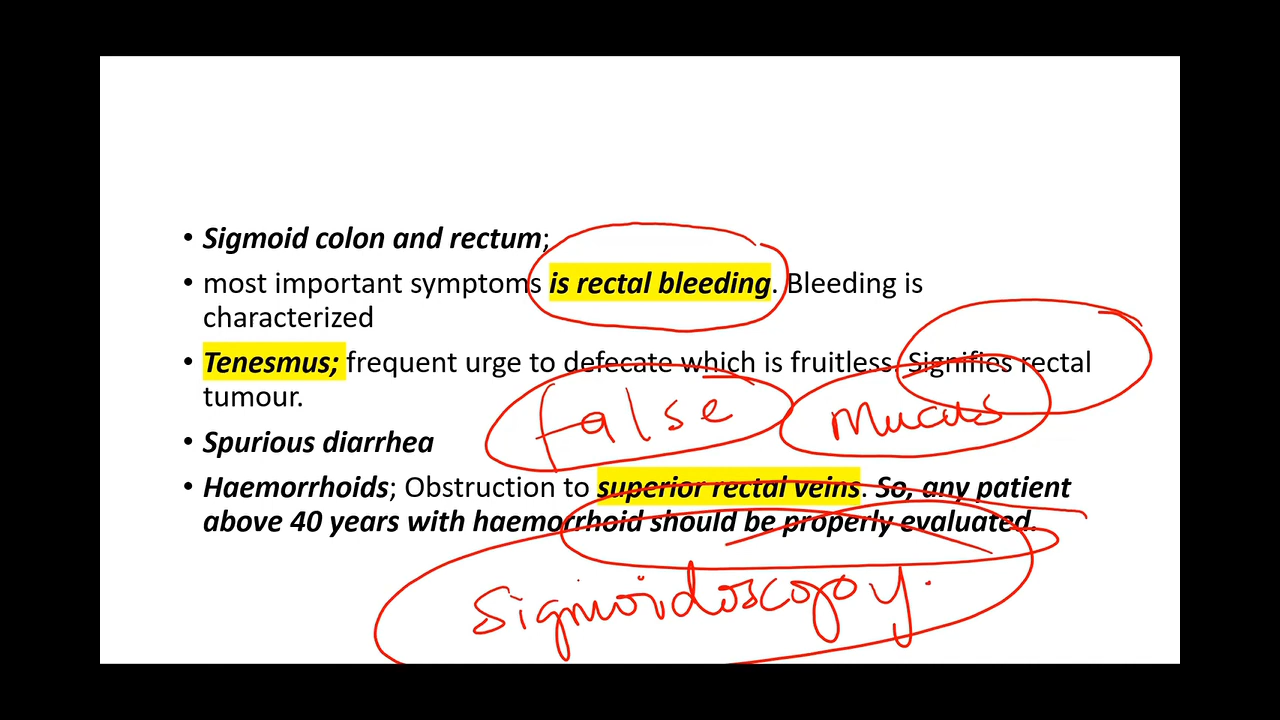 • Sigmoid colon and rectum;
• most important symptoms is rectal bleeding. Bleeding is
characterized
• Tenesmus; frequent urge to defecate which is fruitless. Signifies rectal
tumour.
False Mucus
• Spurious diarrhea
• Haemorrhoids; Obstruction to superior rectal veins. So, any patient
above 40 years with haemorrhoid should be properly evaluated.
Sigmoidoscopy.